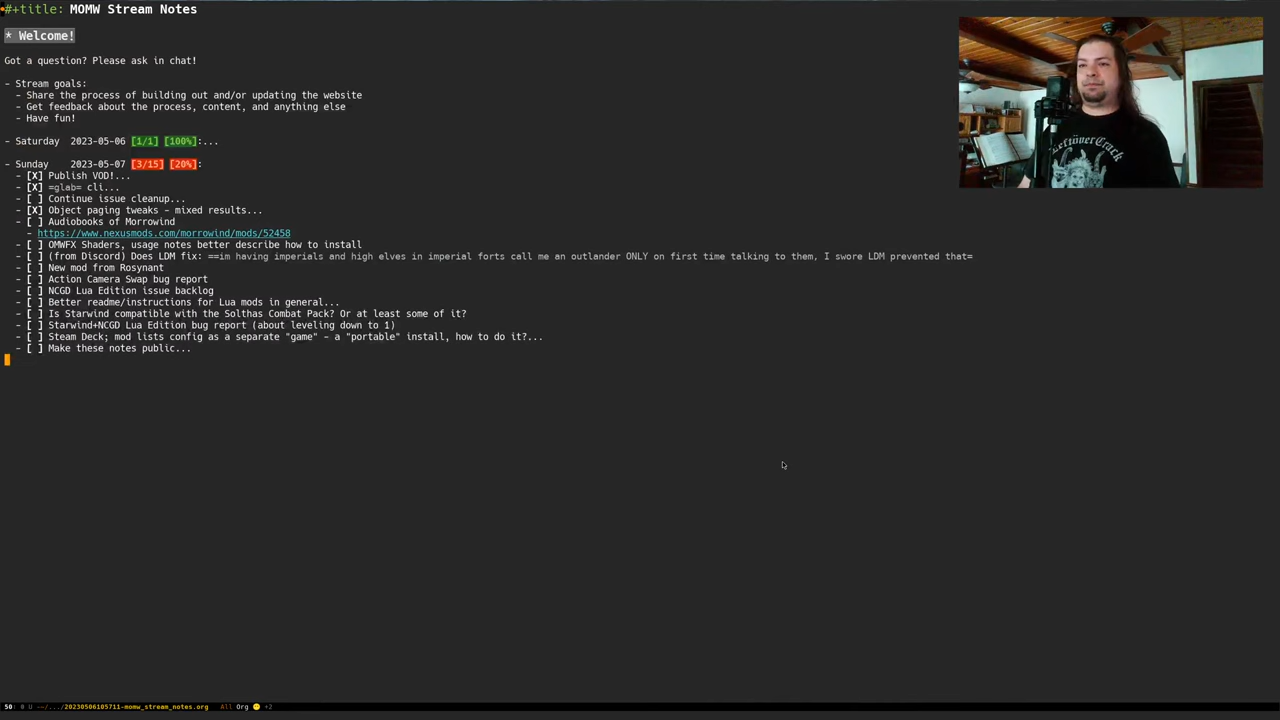 #+title: MOMW Stream Notes
* Welcome!
Got a question? Please ask in chat!
- Stream goals:
- Share the process of building out and/or updating the website
- Get feedback about the process, content, and anything else
- Have fun!
- Saturday 2023-05-06 [1/1] [100%]:...
- Sunday 2023-05-07 [3/15] [20%]:
- [X] Publish VOD!...
- [X] =glab= cli...
- [ ] Continue issue cleanup...
- [X] Object paging tweaks - mixed results...
- [ ] Audiobooks of Morrowind
- https://www.nexusmods.com/morrowind/mods/52458
- [ ] OMWFX Shaders, usage notes better describe how to install
- [ ] (from Discord) Does LDM fix: ==im having imperials and high elves in imperial forts call me an outlander ONLY on first time talking to them, I swore LDM prevented that=
- [ ] New mod from Rosynant
- [ ] Action Camera Swap bug report
- [ ] NCGD Lua Edition issue backlog
- [ ] Better readme/instructions for Lua mods in general...
- [ ] Is Starwind compatible with the Solthas Combat Pack? Or at least some of it?
- [ ] Starwind+NCGD Lua Edition bug report (about leveling down to 1)
- [ ] Steam Deck; mod lists config as a separate "game" - a "portable" install, how to do it?...
- [ ] Make these notes public...
Leftöver Crack
50: 0 U ~~/.../20230506105711-momw_stream_notes.org All Org +2